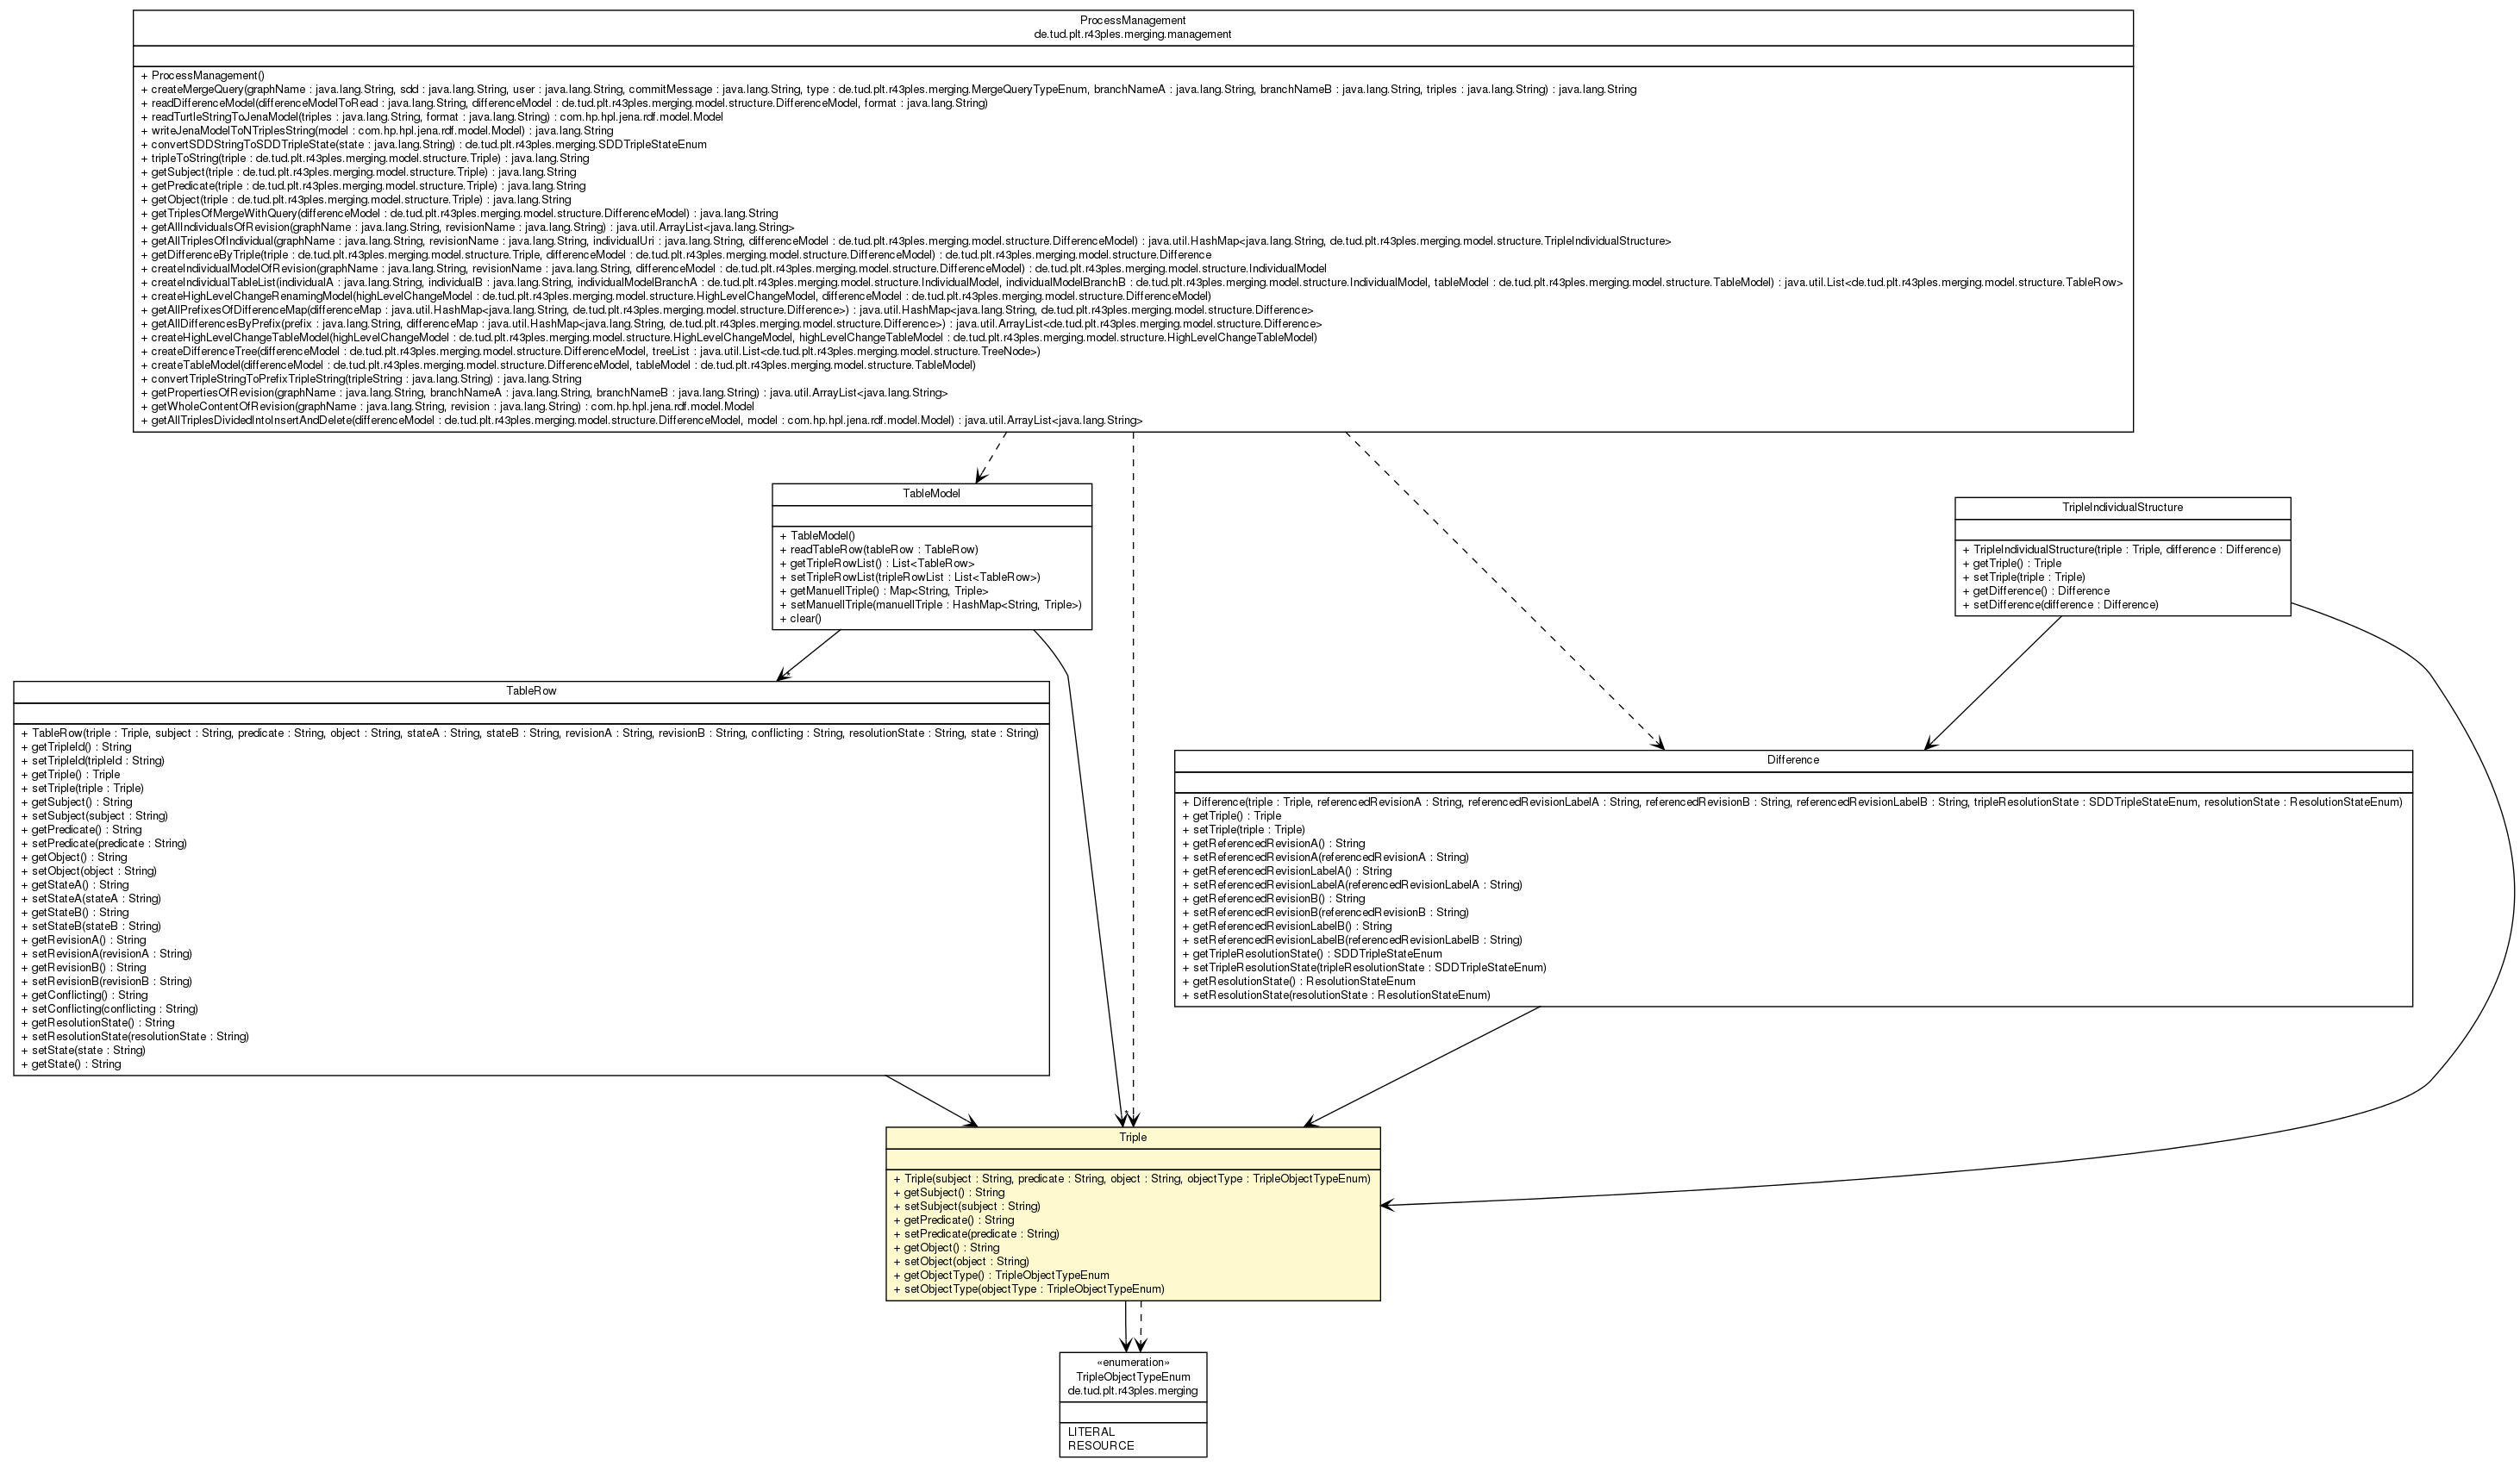 ProcessManagement
de.tud.plt.r43ples.merging.management
+ ProcessManagement()
+ createMergeQuery(graphName : java.lang.String, sdd : java.lang.String, user : java.lang.String, commitMessage : java.lang.String, type : de.tud.plt.r43ples.merging.MergeQueryTypeEnum, branchNameA : java.lang.String, branchNameB : java.lang.String, triples : java.lang.String) : java.lang.String
+ readDifferenceModel(differenceModelToRead : java.lang.String, differenceModel : de.tud.plt.r43ples.merging.model.structure.DifferenceModel, format : java.lang.String)
+ readTurtleStringToJenaModel(triples : java.lang.String, format : java.lang.String) : com.hp.hpl.jena.rdf.model.Model
+ writeJenaModelToNTriplesString(model : com.hp.hpl.jena.rdf.model.Model) : java.lang.String
+ convertSDDStringToSDDTripleState(state : java.lang.String) : de.tud.plt.r43ples.merging.SDDTripleStateEnum
+ tripleToString(triple : de.tud.plt.r43ples.merging.model.structure.Triple) : java.lang.String
+ getSubject(triple : de.tud.plt.r43ples.merging.model.structure.Triple) : java.lang.String
+ getPredicate(triple : de.tud.plt.r43ples.merging.model.structure.Triple) : java.lang.String
+ getObject(triple : de.tud.plt.r43ples.merging.model.structure.Triple) : java.lang.String
+ getTriplesOfMergeWithQuery(differenceModel : de.tud.plt.r43ples.merging.model.structure.DifferenceModel) : java.lang.String
+ getAllIndividualsOfRevision(graphName : java.lang.String, revisionName : java.lang.String) : java.util.ArrayList<java.lang.String>
+ getAllTriplesOfIndividual(graphName : java.lang.String, revisionName : java.lang.String, individualUri : java.lang.String, differenceModel : de.tud.plt.r43ples.merging.model.structure.DifferenceModel) : java.util.HashMap<java.lang.String, de.tud.plt.r43ples.merging.model.structure.TripleIndividualStructure>
+ getDifferenceByTriple(triple : de.tud.plt.r43ples.merging.model.structure.Triple, differenceModel : de.tud.plt.r43ples.merging.model.structure.DifferenceModel) : de.tud.plt.r43ples.merging.model.structure.Difference
+ createIndividualModelOfRevision(graphName : java.lang.String, revisionName : java.lang.String, differenceModel : de.tud.plt.r43ples.merging.model.structure.DifferenceModel) : de.tud.plt.r43ples.merging.model.structure.IndividualModel
+ createIndividualTableList(individualA : java.lang.String, individualB : java.lang.String, individualModelBranchA : de.tud.plt.r43ples.merging.model.structure.IndividualModel, individualModelBranchB : de.tud.plt.r43ples.merging.model.structure.IndividualModel, tableModel : de.tud.plt.r43ples.merging.model.structure.TableModel) : java.util.List<de.tud.plt.r43ples.merging.model.structure.TableRow>
+ createHighLevelChangeRenamingModel(highLevelChangeModel : de.tud.plt.r43ples.merging.model.structure.HighLevelChangeModel, differenceModel : de.tud.plt.r43ples.merging.model.structure.DifferenceModel)
+ getAllPrefixesOfDifferenceMap(differenceMap : java.util.HashMap<java.lang.String, de.tud.plt.r43ples.merging.model.structure.Difference>) : java.util.HashMap<java.lang.String, de.tud.plt.r43ples.merging.model.structure.Difference>
+ getAllDifferencesByPrefix(prefix : java.lang.String, differenceMap : java.util.HashMap<java.lang.String, de.tud.plt.r43ples.merging.model.structure.Difference>) : java.util.ArrayList<de.tud.plt.r43ples.merging.model.structure.Difference>
+ createHighLevelChangeTableModel(highLevelChangeModel : de.tud.plt.r43ples.merging.model.structure.HighLevelChangeModel, highLevelChangeTableModel : de.tud.plt.r43ples.merging.model.structure.HighLevelChangeTableModel)
+ createDifferenceTree(differenceModel : de.tud.plt.r43ples.merging.model.structure.DifferenceModel, treeList : java.util.List<de.tud.plt.r43ples.merging.model.structure.TreeNode>)
+ createTableModel(differenceModel : de.tud.plt.r43ples.merging.model.structure.DifferenceModel, tableModel : de.tud.plt.r43ples.merging.model.structure.TableModel)
+ convertTripleStringToPrefixTripleString(tripleString : java.lang.String) : java.lang.String
+ getPropertiesOfRevision(graphName : java.lang.String, branchNameA : java.lang.String, branchNameB : java.lang.String) : java.util.ArrayList<java.lang.String>
+ getWholeContentOfRevision(graphName : java.lang.String, revision : java.lang.String) : com.hp.hpl.jena.rdf.model.Model
+ getAllTriplesDividedIntoInsertAndDelete(differenceModel : de.tud.plt.r43ples.merging.model.structure.DifferenceModel, model : com.hp.hpl.jena.rdf.model.Model) : java.util.ArrayList<java.lang.String>
TableModel
+ TableModel()
+ readTableRow(tableRow : TableRow)
+ getTripleRowList() : List<TableRow>
+ setTripleRowList(tripleRowList : List<TableRow>)
+ getManuellTriple() : Map<String, Triple>
+ setManuellTriple(manuellTriple : HashMap<String, Triple>)
+ clear()
TripleIndividualStructure
+ TripleIndividualStructure(triple : Triple, difference : Difference)
+ getTriple() : Triple
+ setTriple(triple : Triple)
+ getDifference() : Difference
+ setDifference(difference : Difference)
*
TableRow
+ TableRow(triple : Triple, subject : String, predicate : String, object : String, stateA : String, stateB : String, revisionA : String, revisionB : String, conflicting : String, resolutionState : String, state : String)
+ getTripleId() : String
+ setTripleId(tripleId : String)
+ getTriple() : Triple
+ setTriple(triple : Triple)
+ getSubject() : String
+ setSubject(subject : String)
+ getPredicate() : String
+ setPredicate(predicate : String)
+ getObject() : String
+ setObject(object : String)
+ getStateA() : String
+ setStateA(stateA : String)
+ getStateB() : String
+ setStateB(stateB : String)
+ getRevisionA() : String
+ setRevisionA(revisionA : String)
+ getRevisionB() : String
+ setRevisionB(revisionB : String)
+ getConflicting() : String
+ setConflicting(conflicting : String)
+ getResolutionState() : String
+ setResolutionState(resolutionState : String)
+ setState(state : String)
+ getState() : String
Difference
+ Difference(triple : Triple, referencedRevisionA : String, referencedRevisionLabelA : String, referencedRevisionB : String, referencedRevisionLabelB : String, tripleResolutionState : SDDTripleStateEnum, resolutionState : ResolutionStateEnum)
+ getTriple() : Triple
+ setTriple(triple : Triple)
+ getReferencedRevisionA() : String
+ setReferencedRevisionA(referencedRevisionA : String)
+ getReferencedRevisionLabelA() : String
+ setReferencedRevisionLabelA(referencedRevisionLabelA : String)
+ getReferencedRevisionB() : String
+ setReferencedRevisionB(referencedRevisionB : String)
+ getReferencedRevisionLabelB() : String
+ setReferencedRevisionLabelB(referencedRevisionLabelB : String)
+ getTripleResolutionState() : SDDTripleStateEnum
+ setTripleResolutionState(tripleResolutionState : SDDTripleStateEnum)
+ getResolutionState() : ResolutionStateEnum
+ setResolutionState(resolutionState : ResolutionStateEnum)
*
Triple
+ Triple(subject : String, predicate : String, object : String, objectType : TripleObjectTypeEnum)
+ getSubject() : String
+ setSubject(subject : String)
+ getPredicate() : String
+ setPredicate(predicate : String)
+ getObject() : String
+ setObject(object : String)
+ getObjectType() : TripleObjectTypeEnum
+ setObjectType(objectType : TripleObjectTypeEnum)
«enumeration»
TripleObjectTypeEnum
de.tud.plt.r43ples.merging
LITERAL
RESOURCE